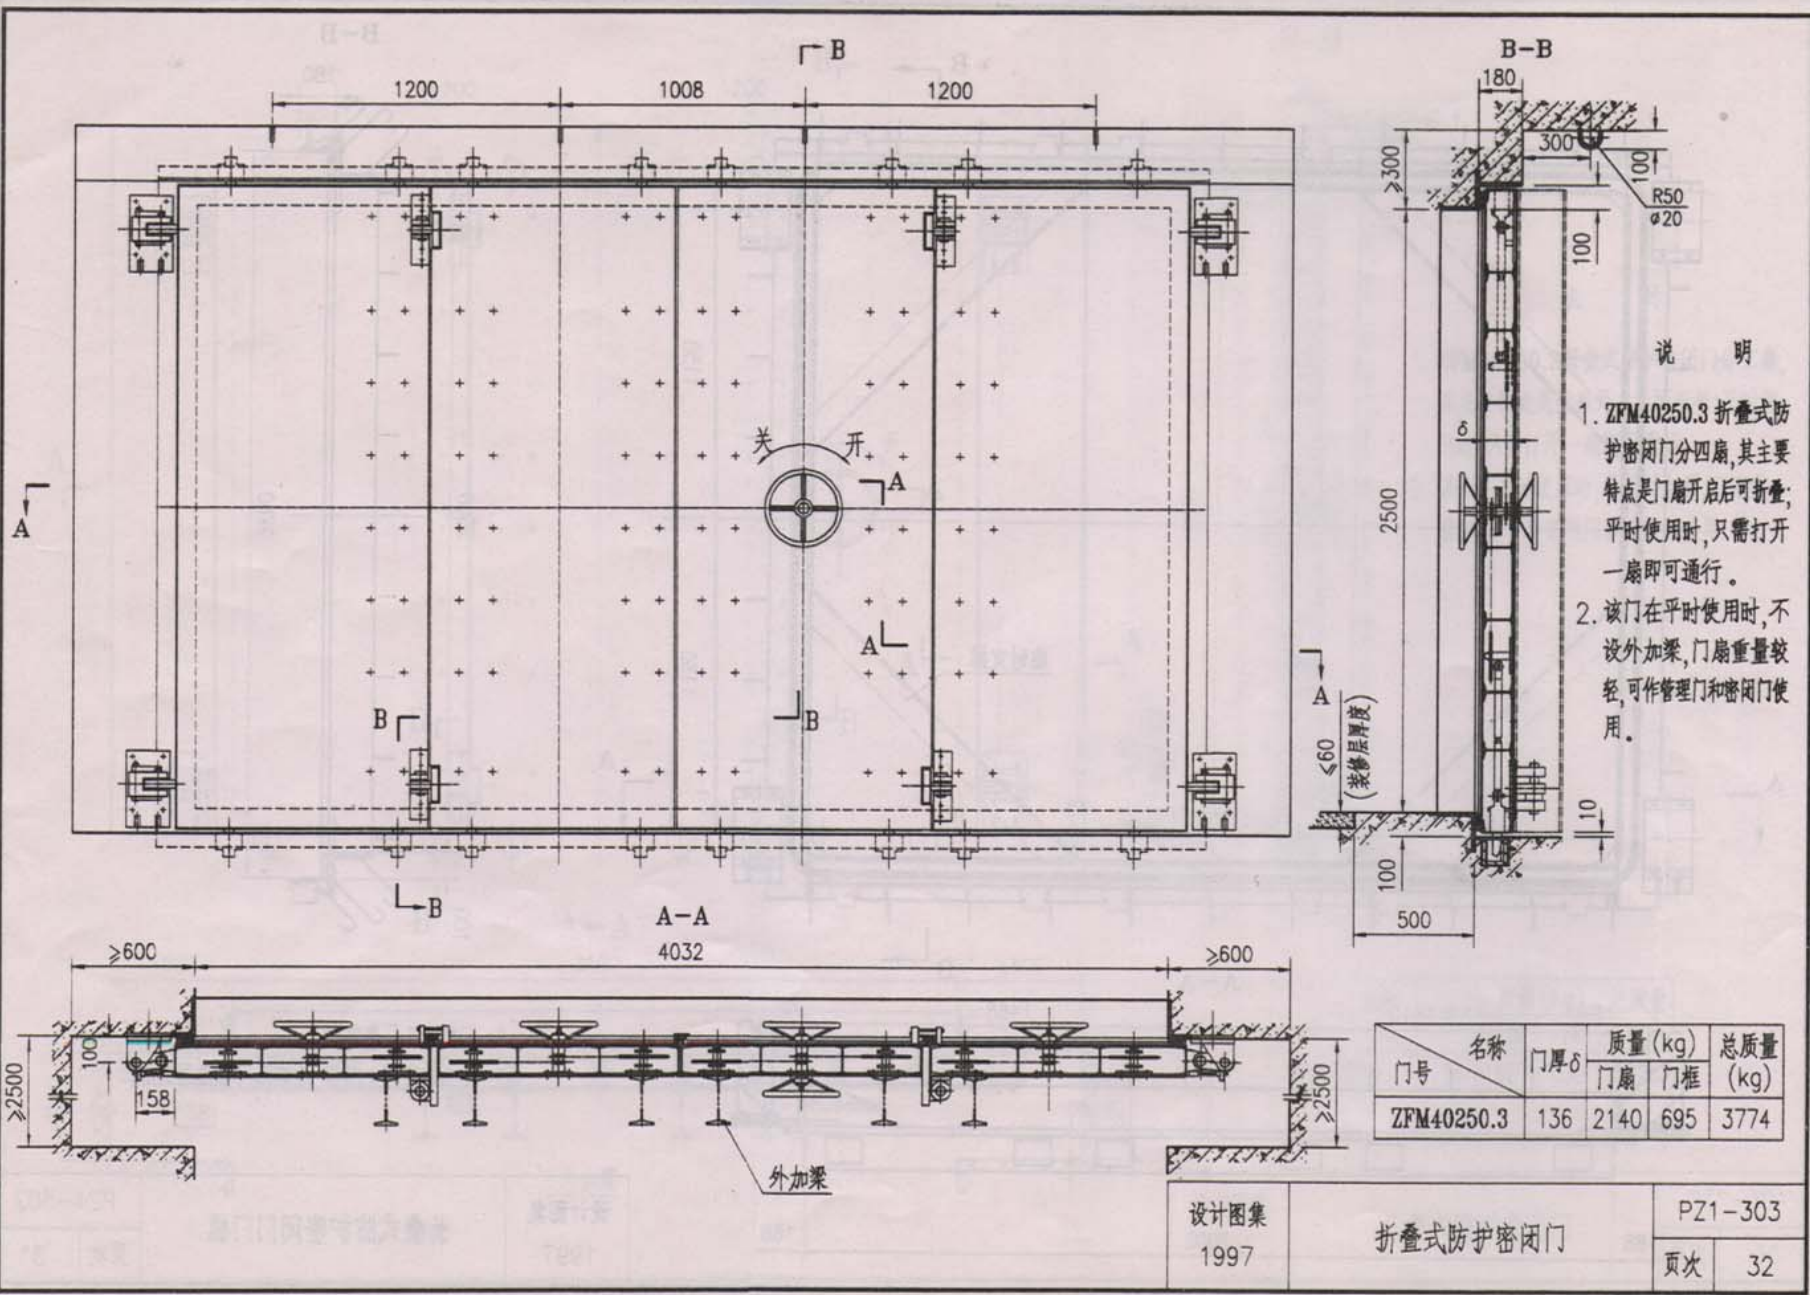 B
B-B
1200
1008
1200
180
300
≥300
100
R50
ø20
100
关
开
A
A
A
A
B
B
B
2500
δ
≤60
(装修层厚度)
10
100
500
说 明
1. ZFM40250.3 折叠式防
护密闭门分四扇,其主要
特点是门扇开启后可折叠;
平时使用时,只需打开
一扇即可通行。
2. 该门在平时使用时,不
设外加梁,门扇重量较
轻,可作管理门和密闭门使
用。
A-A
≥600
4032
≥600
100
≥2500
158
≥2500
外加梁
名称
门号
门厚δ
质量(kg)
门扇
门框
总质量
(kg)
ZFM40250.3 136 2140 695 3774
设计图集
1997
折叠式防护密闭门
PZ1-303
页次 32